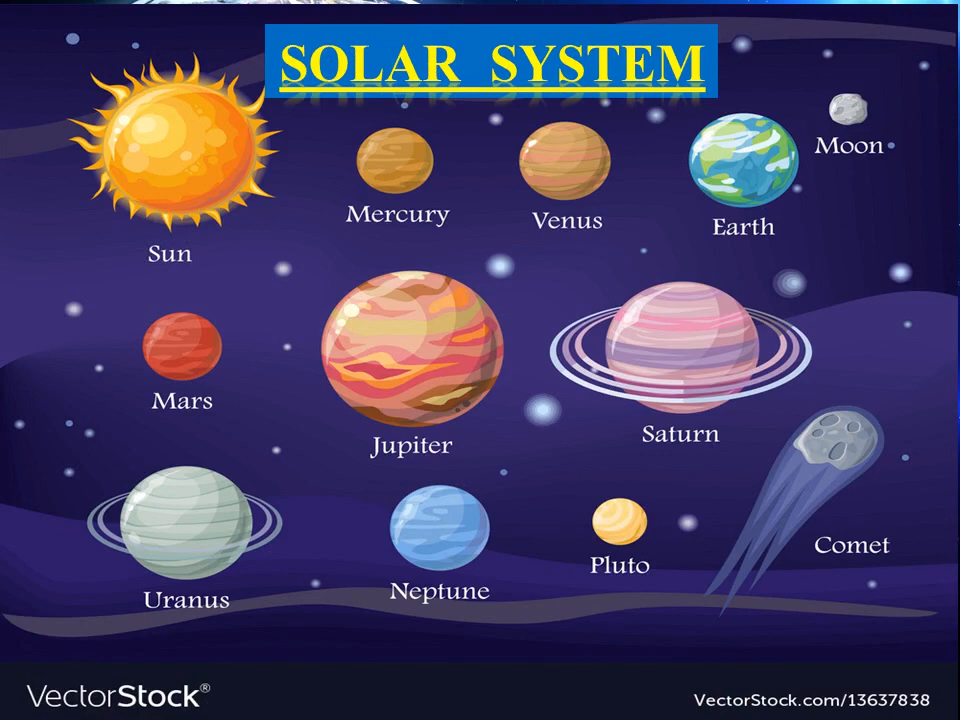 SOLAR SYSTEM
Moon
Mercury
Venus
Earth
Sun
Mars
Jupiter
Saturn
Comet
Uranus
Neptune
Pluto
VectorStock®
VectorStock.com/13637838